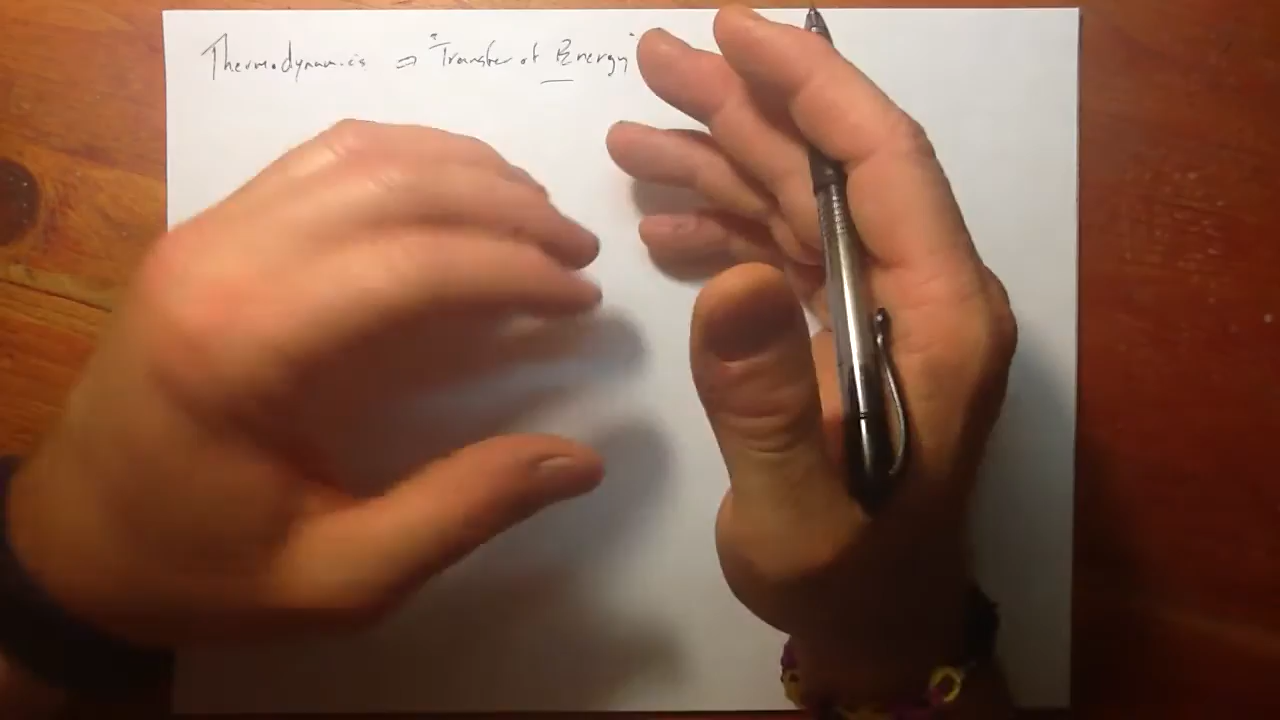 Thermodynamics ⇒ "Transfer of Energy"